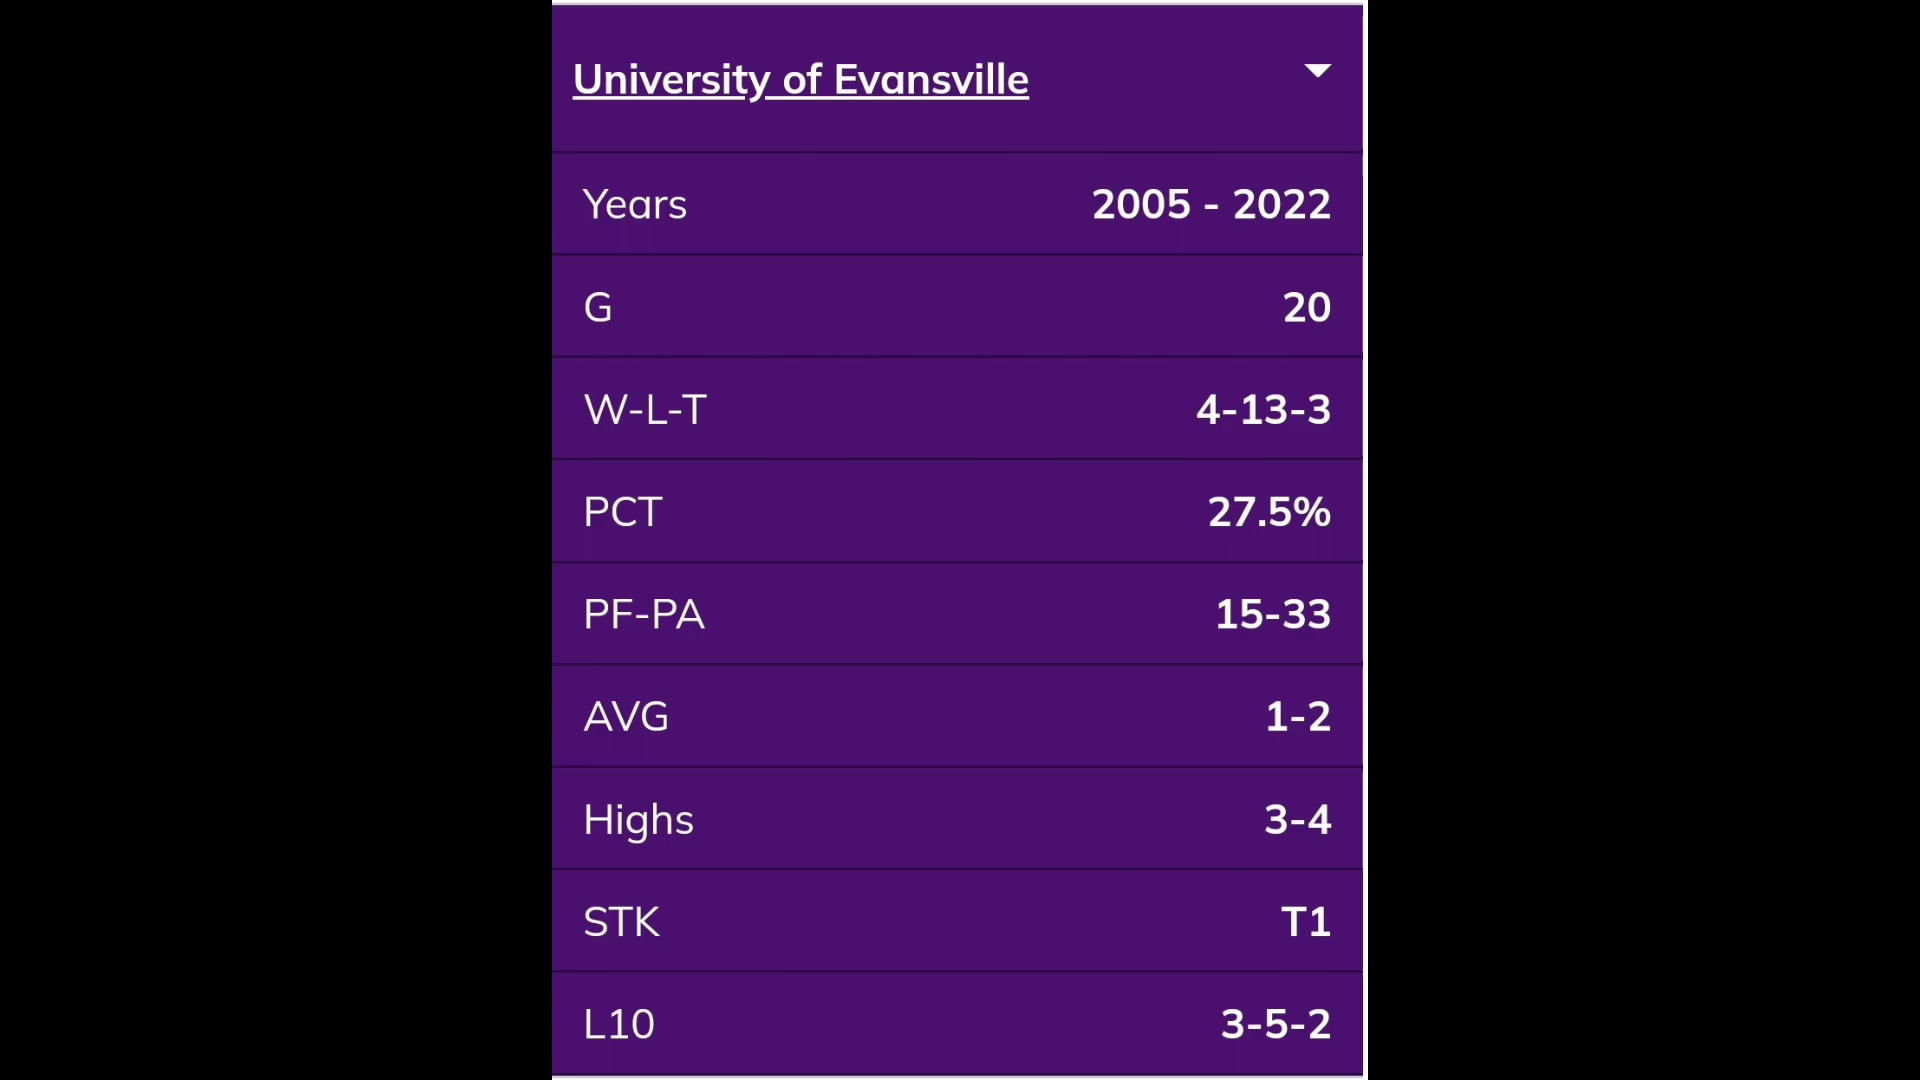 University of Evansville
Years 2005 - 2022
G 20
W-L-T 4-13-3
PCT 27.5%
PF-PA 15-33
AVG 1-2
Highs 3-4
STK T1
L10 3-5-2